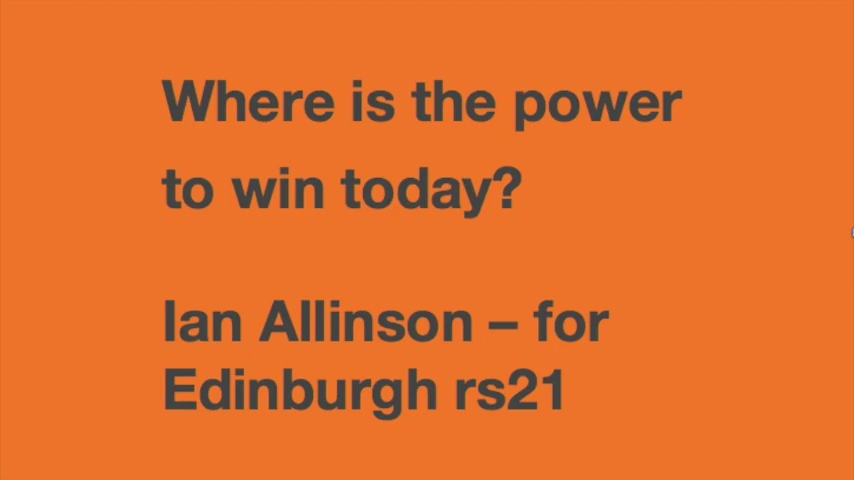 Where is the power
to win today?
Ian Allinson – for
Edinburgh rs21